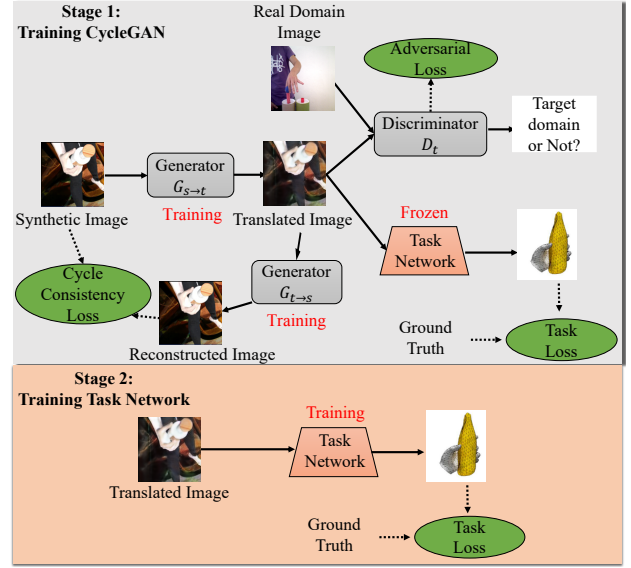 Stage 1:
Training CycleGAN
Real Domain
Image
Adversarial
Loss
Discriminator
D_t
Target
domain
or Not?
Generator
G_{s→t}
Training
Synthetic Image
Translated Image
Frozen
Task
Network
Cycle
Consistency
Loss
Generator
G_{t→s}
Training
Reconstructed Image
Ground
Truth
Task
Loss
Stage 2:
Training Task Network
Translated Image
Training
Task
Network
Ground
Truth
Task
Loss